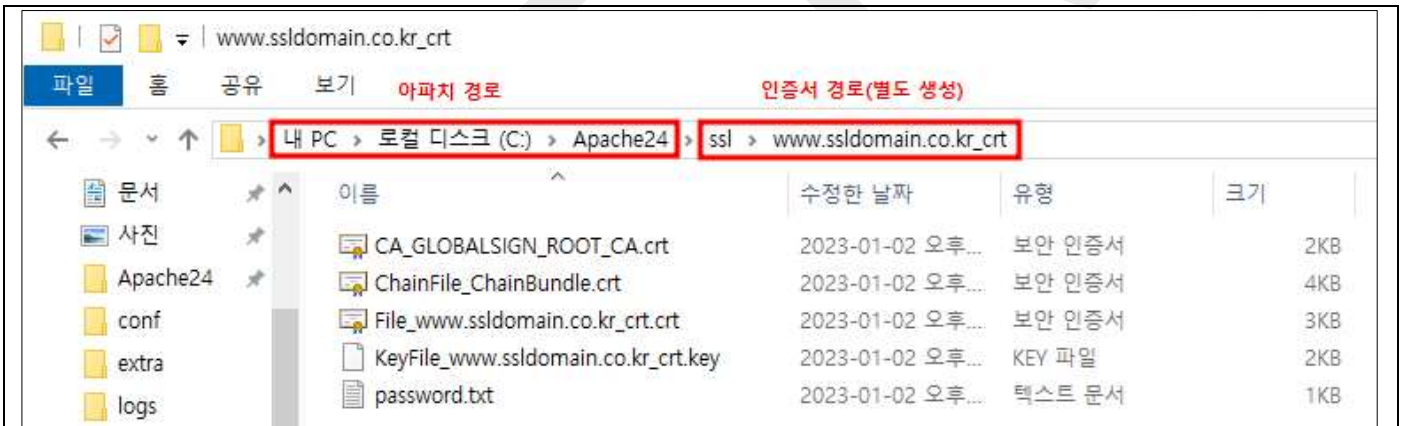 www.ssldomain.co.kr_crt
파일 홈 공유 보기 아파치 경로 인증서 경로(별도 생성)
내 PC > 로컬 디스크 (C:) > Apache24 > ssl > www.ssldomain.co.kr_crt
문서 이름 수정한 날짜 유형 크기
사진 CA_GLOBALSIGN_ROOT_CA.crt 2023-01-02 오후... 보안 인증서 2KB
Apache24 ChainFile_ChainBundle.crt 2023-01-02 오후... 보안 인증서 4KB
conf File_www.ssldomain.co.kr_crt.crt 2023-01-02 오후... 보안 인증서 3KB
extra KeyFile_www.ssldomain.co.kr_crt.key 2023-01-02 오후... KEY 파일 2KB
logs password.txt 2023-01-02 오후... 텍스트 문서 1KB